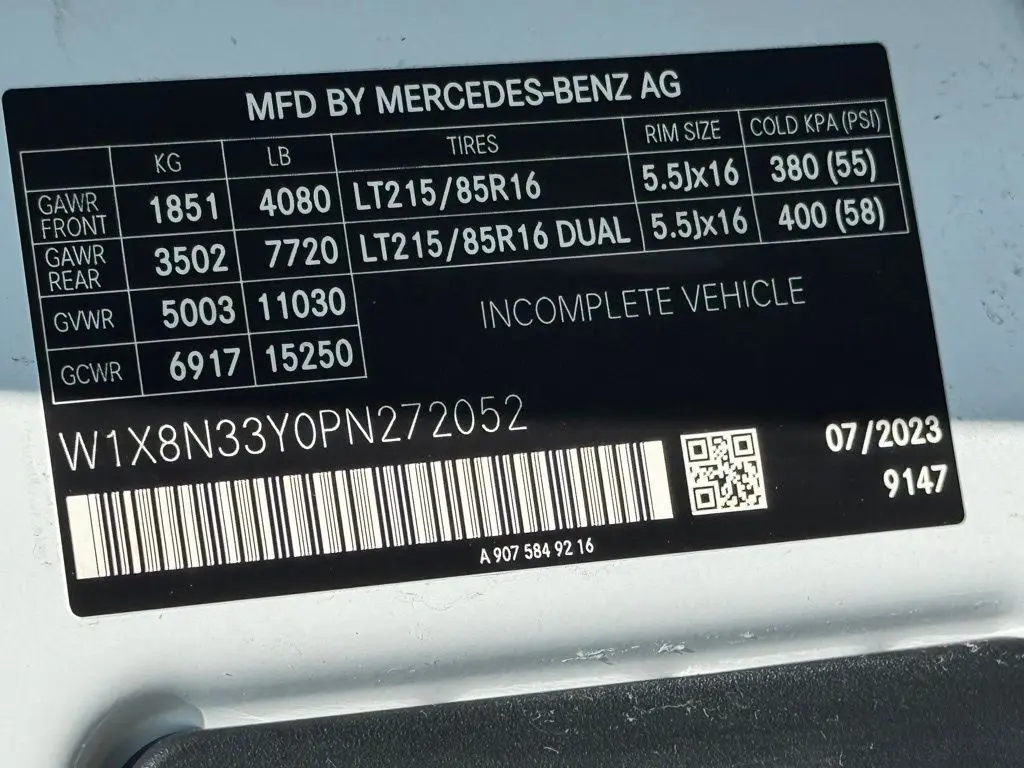 MFD BY MERCEDES-BENZ AG
KG LB TIRES RIM SIZE COLD KPA (PSI)
GAWR FRONT 1851 4080 LT215/85R16 5.5Jx16 380 (55)
GAWR REAR 3502 7720 LT215/85R16 DUAL 5.5Jx16 400 (58)
GVWR 5003 11030 INCOMPLETE VEHICLE
GCWR 6917 15250
W1X8N33Y0PN272052
07/2023
9147
A 907 584 92 16